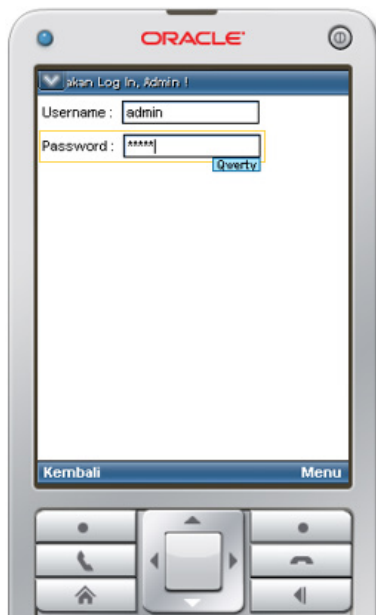 ORACLE
akan Log In, Admin !
Username : admin
Password : *****
Qwerty
Kembali Menu